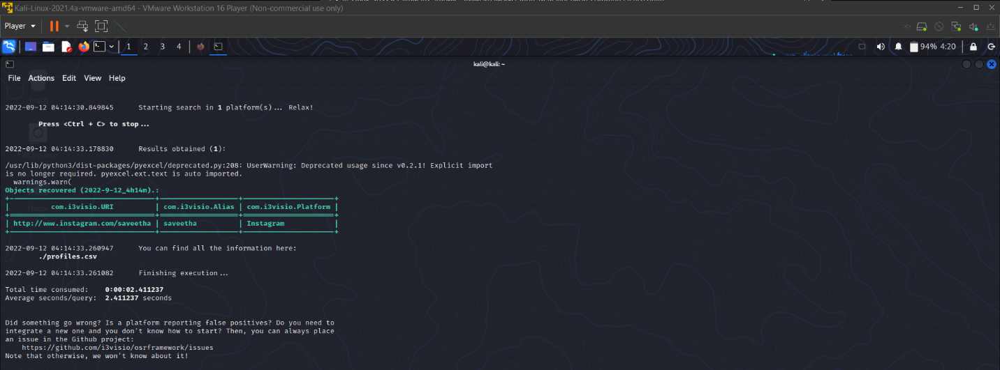 Kali-Linux-2021.4a-vmware-amd64 - VMware Workstation 16 Player (Non-commercial use only)
Player
1 2 3 4 94% 4:20
kali@kali: ~
File Actions Edit View Help
2022-09-12 04:14:30.849845 Starting search in 1 platform(s)... Relax!
Press <Ctrl + C> to stop...
2022-09-12 04:14:33.178830 Results obtained (1):
/usr/lib/python3/dist-packages/pyexcel/deprecated.py:208: UserWarning: Deprecated usage since v0.2.1! Explicit import
is no longer required. pyexcel.ext.text is auto imported.
warnings.warn(
Objects recovered (2022-9-12_4h14m).:
| com.i3visio.URI | com.i3visio.Alias | com.i3visio.Platform |
| http://www.instagram.com/saveetha | saveetha | Instagram |
2022-09-12 04:14:33.260947 You can find all the information here:
./profiles.csv
2022-09-12 04:14:33.261082 Finishing execution...
Total time consumed: 0:00:02.411237
Average seconds/query: 2.411237 seconds
Did something go wrong? Is a platform reporting false positives? Do you need to
integrate a new one and you don't know how to start? Then, you can always place
an issue in the Github project:
https://github.com/i3visio/osrframework/issues
Note that otherwise, we won't know about it!